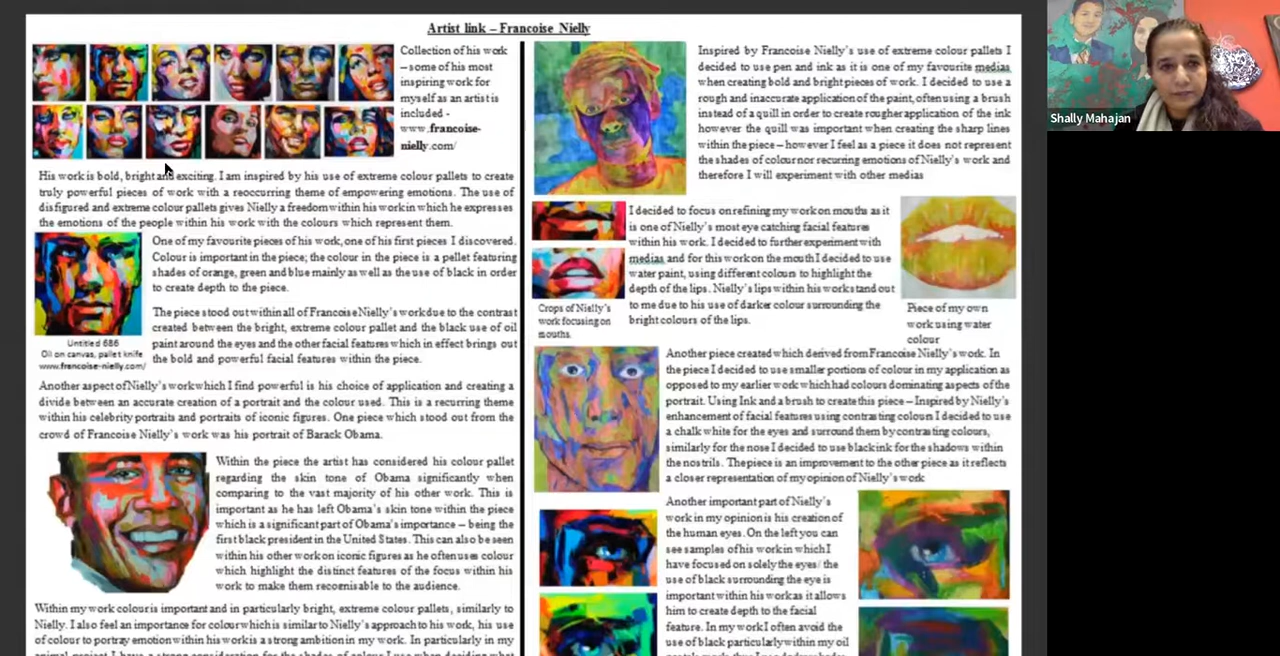 Artist link – Francoise Nielly
Collection of his work
– some of his most
inspiring work for
myself as an artist is
included -
www.francoise-
nielly.com/
His work is bold, bright and exciting. I am inspired by his use of extreme colour pallets to create
truly powerful pieces of work with a reoccurring theme of empowering emotions. The use of
disfigured and extreme colour pallets gives Nielly a freedom within his work in which he expresses
the emotions of the people within his work with the colours which represent them.
One of my favourite pieces of his work, one of his first pieces I discovered.
Colour is important in the piece; the colour in the piece is a pellet featuring
shades of orange, green and blue mainly as well as the use of black in order
to create depth to the piece.
The piece stood out within all of Francoise Nielly's work due to the contrast
created between the bright, extreme colour pallet and the black use of oil
paint around the eyes and the other facial features which in effect brings out
the bold and powerful facial features within the piece.
Untitled 686
Oil on canvas, pallet knife
www.francoise-nielly.com/
Another aspect of Nielly's work which I find powerful is his choice of application and creating a
divide between an accurate creation of a portrait and the colour used. This is a recurring theme
within his celebrity portraits and portraits of iconic figures. One piece which stood out from the
crowd of Francoise Nielly's work was his portrait of Barack Obama.
Within the piece the artist has considered his colour pallet
regarding the skin tone of Obama significantly when
comparing to the vast majority of his other work. This is
important as he has left Obama's skin tone within the piece
which is a significant part of Obama's importance – being the
first black president in the United States. This can also be seen
within his other work on iconic figures as he often uses colour
which highlight the distinct features of the focus within his
work to make them recognisable to the audience.
Within my work colour is important and in particularly bright, extreme colour pallets, similarly to
Nielly. I also feel an importance for colour which is similar to Nielly's approach to his work, his use
of colour to portray emotion within his work is a strong ambition in my work. In particularly in my
animal project I have a strong consideration for the shades of colour I use when deciding what
Inspired by Francoise Nielly's use of extreme colour pallets I
decided to use pen and ink as it is one of my favourite medias
when creating bold and bright pieces of work. I decided to use a
rough and inaccurate application of the paint, often using a brush
instead of a quill in order to create rougher application of the ink
however the quill was important when creating the sharp lines
within the piece – however I feel as a piece it does not represent
the shades of colour nor recurring emotions of Nielly's work and
therefore I will experiment with other medias
I decided to focus on refining my work on mouths as it
is one of Nielly's most eye catching facial features
within his work. I decided to further experiment with
medias and for this work on the mouth I decided to use
water paint, using different colours to highlight the
depth of the lips. Nielly's lips within his work stand out
to me due to his use of darker colour surrounding the
bright colours of the lips.
Crops of Nielly's
work focusing on
mouths.
Piece of my own
work using water
colour
Another piece created which derived from Francoise Nielly's work. In
the piece I decided to use smaller portions of colour in my application as
opposed to my earlier work which had colours dominating aspects of the
portrait. Using Ink and a brush to create this piece – Inspired by Nielly's
enhancement of facial features using contrasting colours I decided to use
a chalk white for the eyes and surround them by contrasting colours,
similarly for the nose I decided to use black ink for the shadows within
the nostrils. The piece is an improvement to the other piece as it reflects
a closer representation of my opinion of Nielly's work
Another important part of Nielly's
work in my opinion is his creation of
the human eyes. On the left you can
see samples of his work in which I
have focused on solely the eyes/ the
use of black surrounding the eye is
important within his work as it allows
him to create depth to the facial
feature. In my work I often avoid the
use of black particularly within my oil
Shally Mahajan